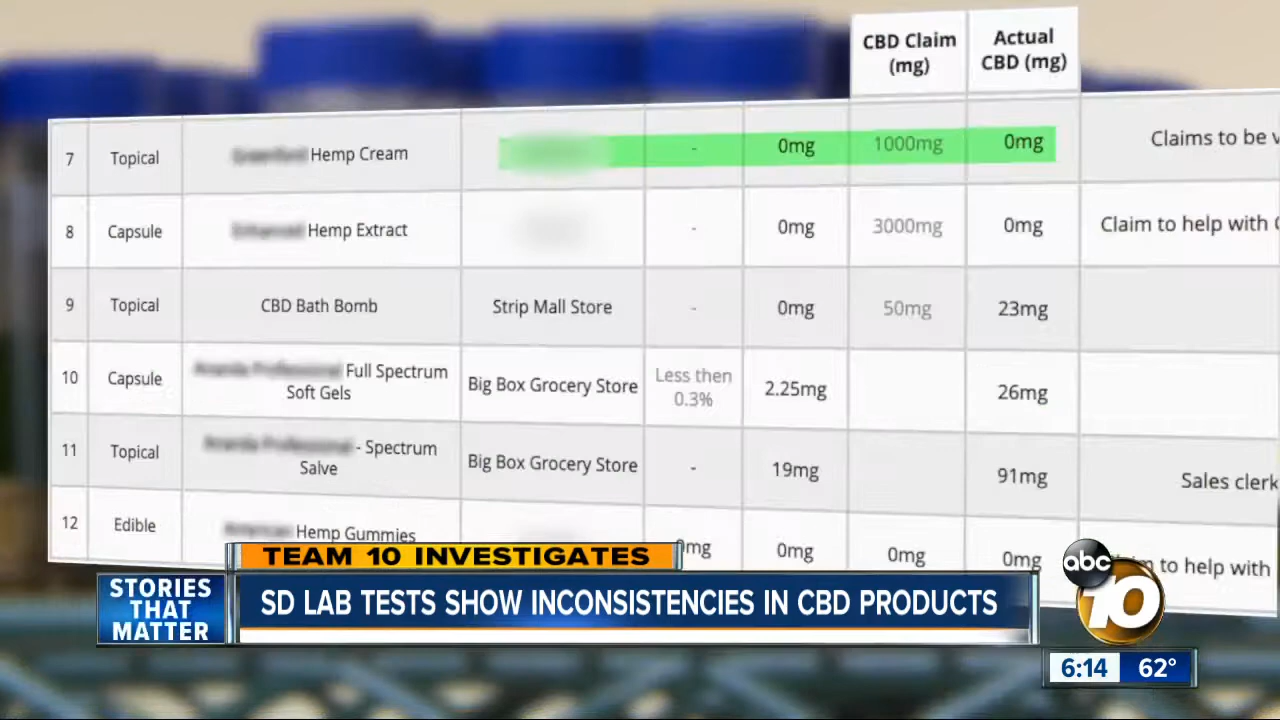 CBD Claim
(mg)
Actual
CBD (mg)
7 Topical Hemp Cream - 0mg 1000mg 0mg Claims to be
8 Capsule Hemp Extract - 0mg 3000mg 0mg Claim to help with
9 Topical CBD Bath Bomb Strip Mall Store - 0mg 50mg 23mg
10 Capsule Full Spectrum
Soft Gels Big Box Grocery Store Less then
0.3% 2.25mg 26mg
11 Topical - Spectrum
Salve Big Box Grocery Store - 19mg 91mg Sales clerk
12 Edible Hemp Gummies 0mg 0mg 0mg to help with
TEAM 10 INVESTIGATES
STORIES
THAT
MATTER
SD LAB TESTS SHOW INCONSISTENCIES IN CBD PRODUCTS
abc
10
6:14 62°